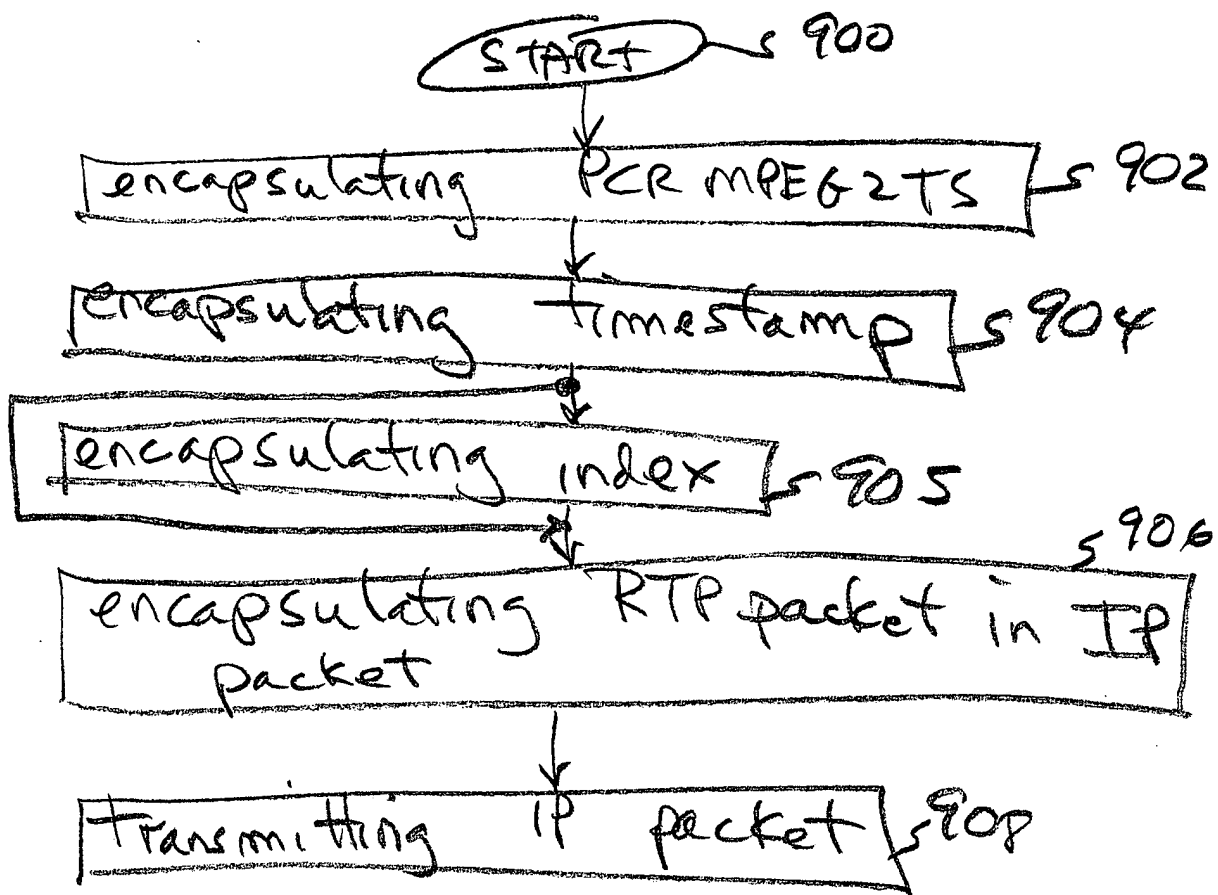 START 900
encapsulating PCR MPEG2TS 902
encapsulating timestamp 904
encapsulating index 905
906
encapsulating RTP packet in IP
packet
transmitting IP packet 908